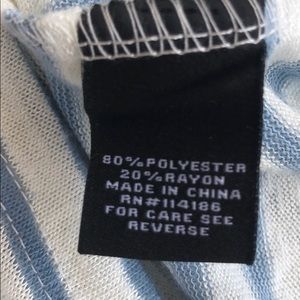 80%POLYESTER
20%RAYON
MADE IN CHINA
RN#114186
FOR CARE SEE
REVERSE